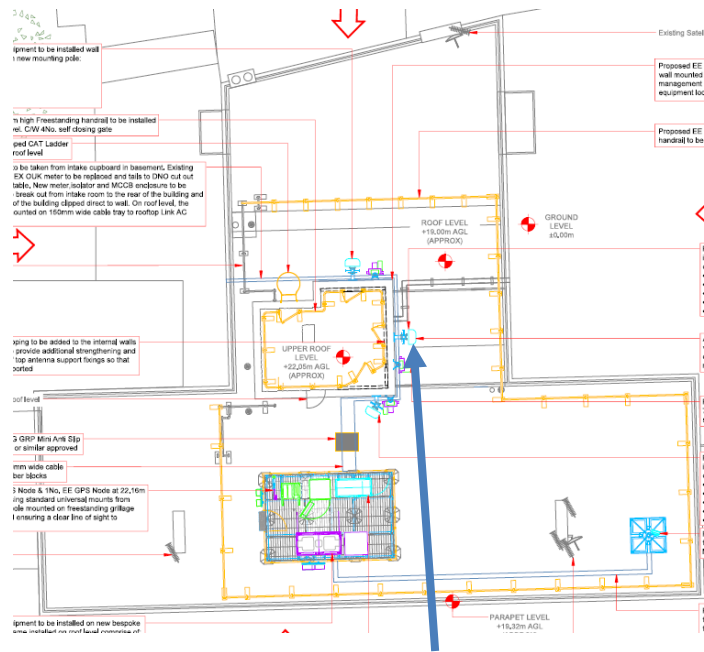 Existing Satel
ipment to be installed wall
new mounting pole:
Proposed EE
wall mounted
management
equipment loc
m high Freestanding handrail to be installed
vel. C/W 4No. self closing gate
Proposed EE
handrail to be
ped CAT Ladder
roof level
to be taken from intake cupboard in basement. Existing
EX OUK meter to be replaced and tails to DNO cut out
table, New meter,isolator and MCCB enclosure to be
break out from intake room to the rear of the building and
of the building clipped direct to wall. On roof level, the
ounted on 150mm wide cable tray to rooftop Link AC
ROOF LEVEL
+19,00m AGL
(APPROX)
GROUND
LEVEL
±0,00m
ping to be added to the internal walls
provide additional strengthening and
top antenna support fixings so that
ported
UPPER ROOF
LEVEL
+22,05m AGL
(APPROX)
oof level
G GRP Mini Anti Slip
or similar approved
mm wide cable
ber blocks
S Node & 1No, EE GPS Node at 22,16m
ing standard universal mounts from
ole mounted on freestanding grillage
ensuring a clear line of sight to
PARAPET LEVEL
+19,32m AGL
ipment to be installed on new bespoke
ame installed on roof level comprise of